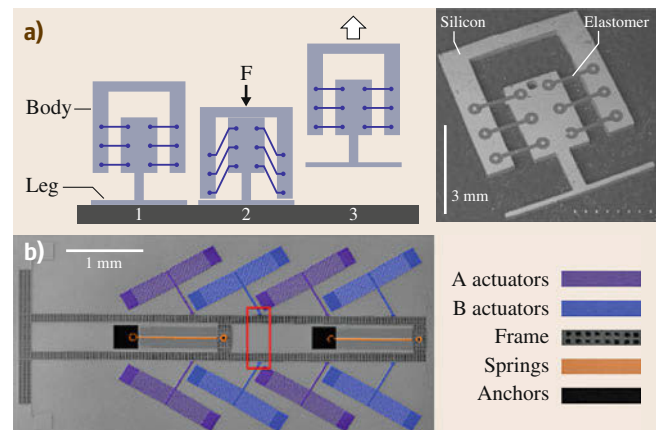 a)
Silicon
Elastomer
F
Body
Leg
1 2 3
3 mm
b)
1 mm
A actuators
B actuators
Frame
Springs
Anchors